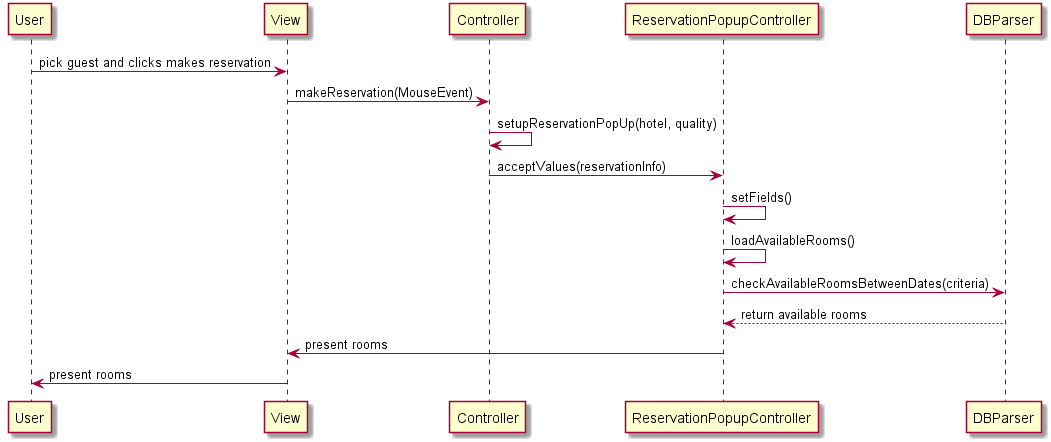 User View Controller ReservationPopupController DBParser
pick guest and clicks makes reservation
makeReservation(MouseEvent)
setupReservationPopUp(hotel, quality)
acceptValues(reservationInfo)
setFields()
loadAvailableRooms()
checkAvailableRoomsBetweenDates(criteria)
return available rooms
present rooms
present rooms
User View Controller ReservationPopupController DBParser